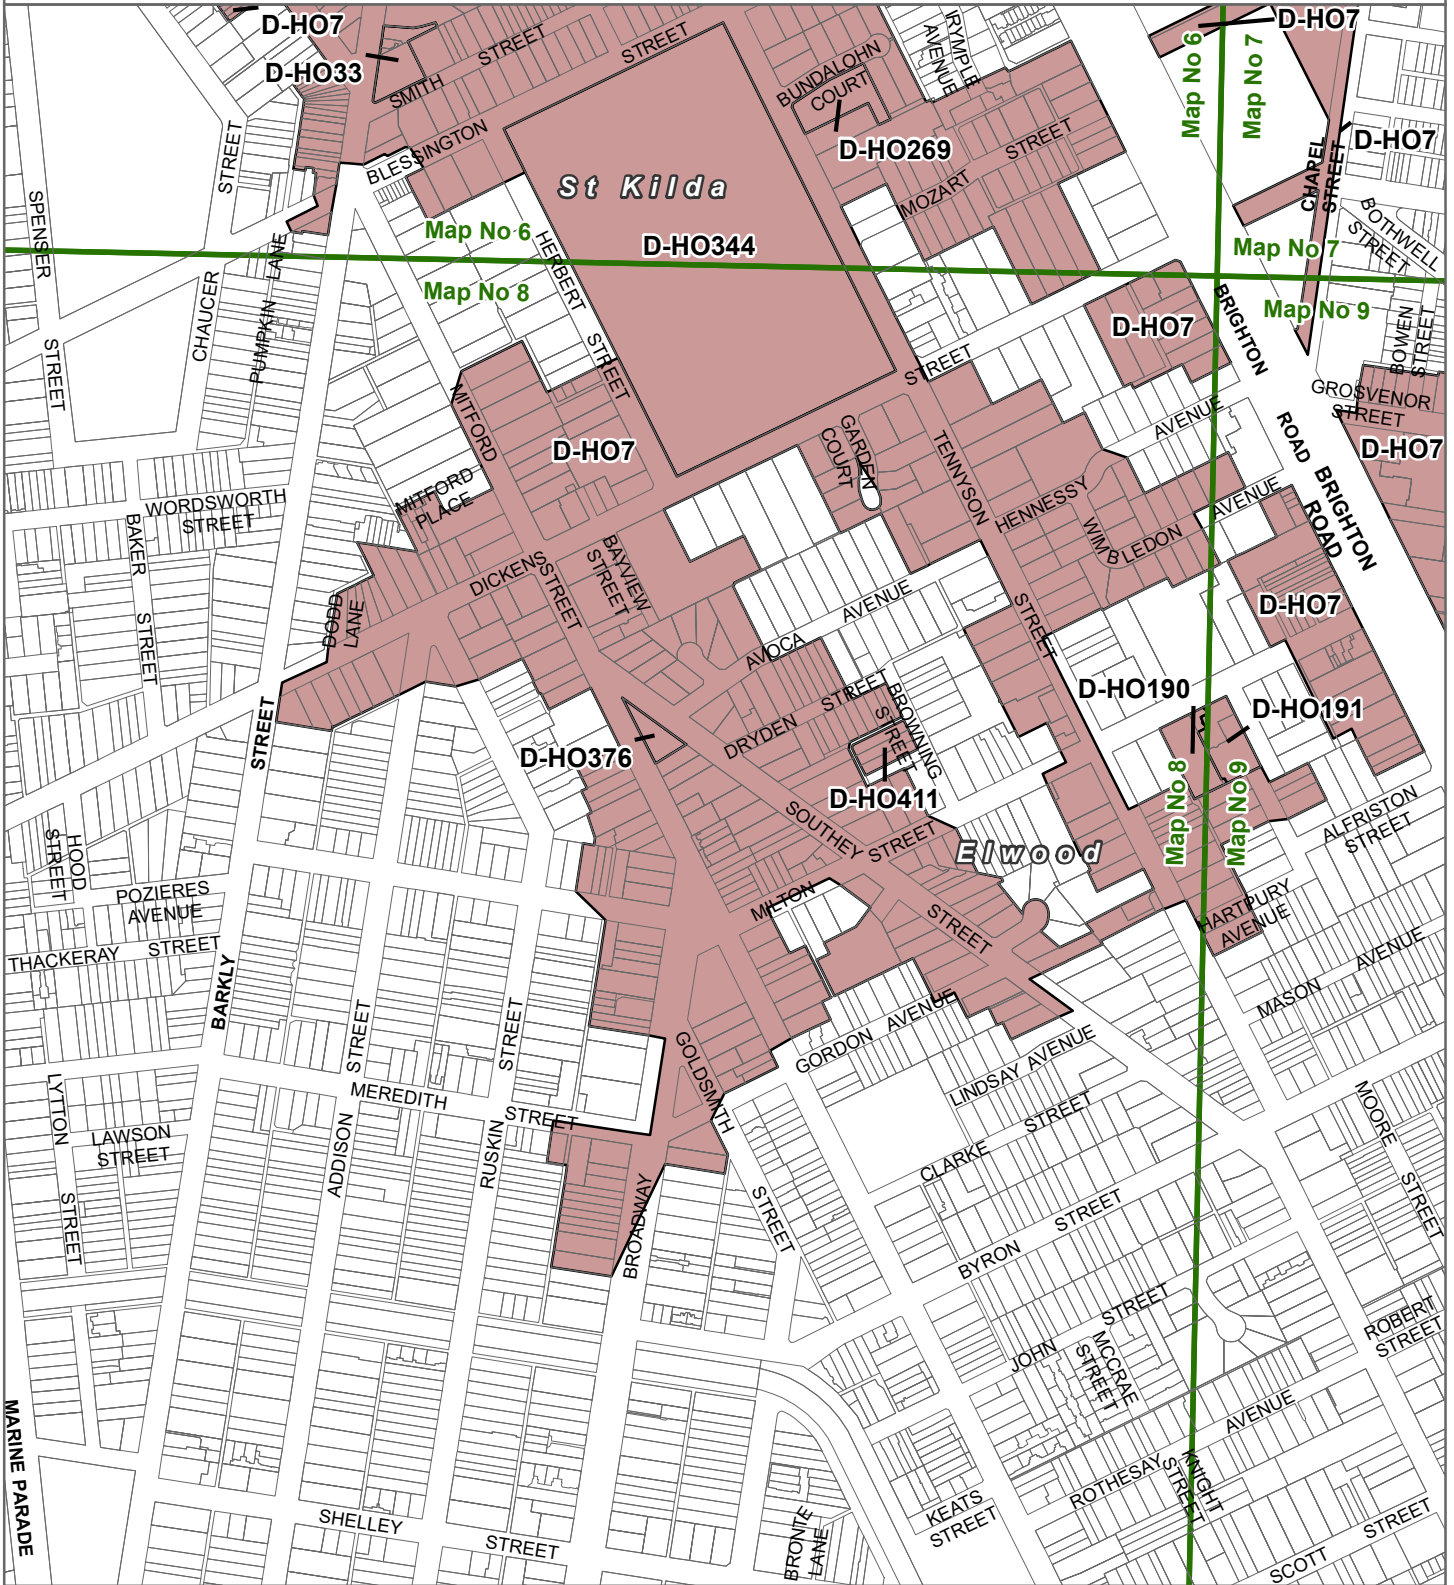 D-HO7
D-HO33
SMITH STREET
STREET
BLESSINGTON
BUNDALOHN
COURT
IRYMPLE
AVENUE
D-HO269
MOZART STREET
Map No 6
Map No 7
D-HO7
D-HO7
CHAPEL
STREET
BOTHWELL
STREET
STREET
SPENSER
STREET
St Kilda
D-HO344
Map No 6
Map No 8
Map No 7
Map No 9
HERBERT
STREET
CHAUCER
PUMPKIN LANE
D-HO7
BRIGHTON
ROAD
BOWEN
STREET
GROSVENOR
STREET
D-HO7
STREET
AVENUE
MITFORD
D-HO7
MITFORD
PLACE
GARDEN
COURT
TENNYSON
HENNESSY
WIMBLEDON
AVENUE
BRIGHTON
ROAD
WORDSWORTH
STREET
BAKER
STREET
DODD
LANE
DICKENS
STREET
STREET
BAYVIEW
STREET
AVOCA
AVENUE
STREET
D-HO7
D-HO190
D-HO191
STREET
BARKLY
D-HO376
DRYDEN
STREET
BROWNING
STREET
D-HO411
SOUTHEY
STREET
STREET
Elwood
Map No 8
Map No 9
ALFRISTON
STREET
HOOD
STREET
POZIERES
AVENUE
THACKERAY STREET
MILTON
HARTPURY
AVENUE
MASON AVENUE
GORDON AVENUE
LINDSAY AVENUE
GOLDSMITH
STREET
STREET
STREET
MEREDITH
STREET
ADDISON
RUSKIN
BROADWAY
LYTTON
STREET
LAWSON
STREET
CLARKE STREET
BYRON STREET
MOORE
STREET
JOHN STREET
MCCRAE
STREET
ROBERT
STREET
ROTHESAY AVENUE
KNIGHT
STREET
SCOTT STREET
KEATS
STREET
BRONTE
LANE
SHELLEY
STREET
MARINE PARADE